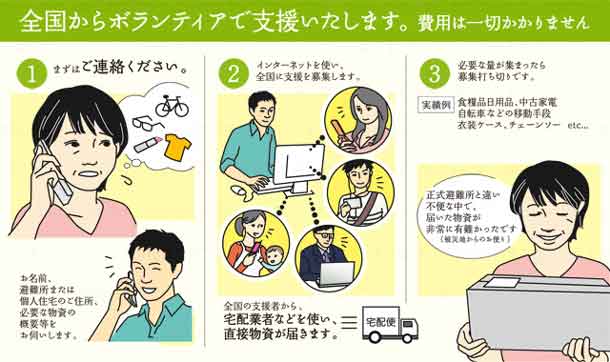 全国からボランティアで支援いたします。費用は一切かかりません
1 まずはご連絡ください。
お名前、
避難所または
個人住宅のご住所、
必要な物資の
概要等を
お伺いします。
2 インターネットを使い、
全国に支援を募集します。
全国の支援者から、
宅配業者などを使い、
直接物資が届きます。
宅配便
3 必要な量が集まったら
募集打ち切りです。
実績例
食糧品日用品、中古家電
自転車などの移動手段
衣装ケース、チェーンソー etc...
正式避難所と違い
不便な中で、
届いた物資が
非常に有難かったです
(被災地からのお便り)